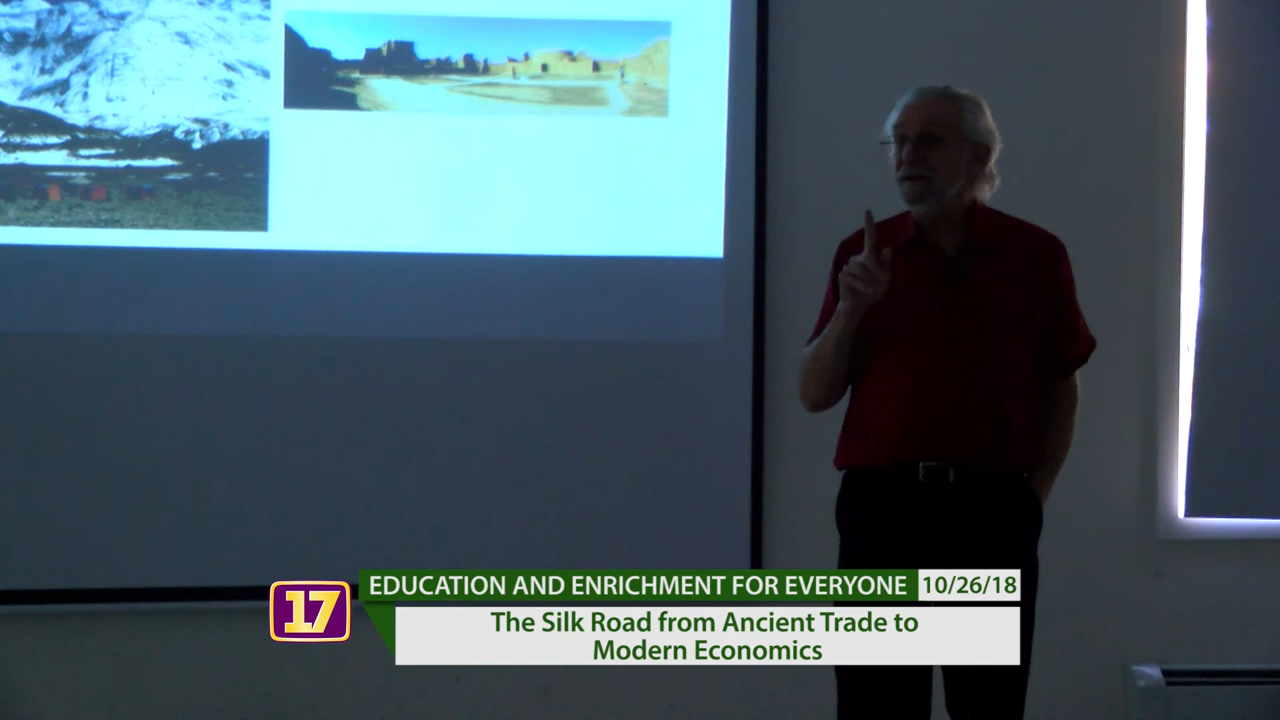 EDUCATION AND ENRICHMENT FOR EVERYONE 10/26/18
17
The Silk Road from Ancient Trade to
Modern Economics